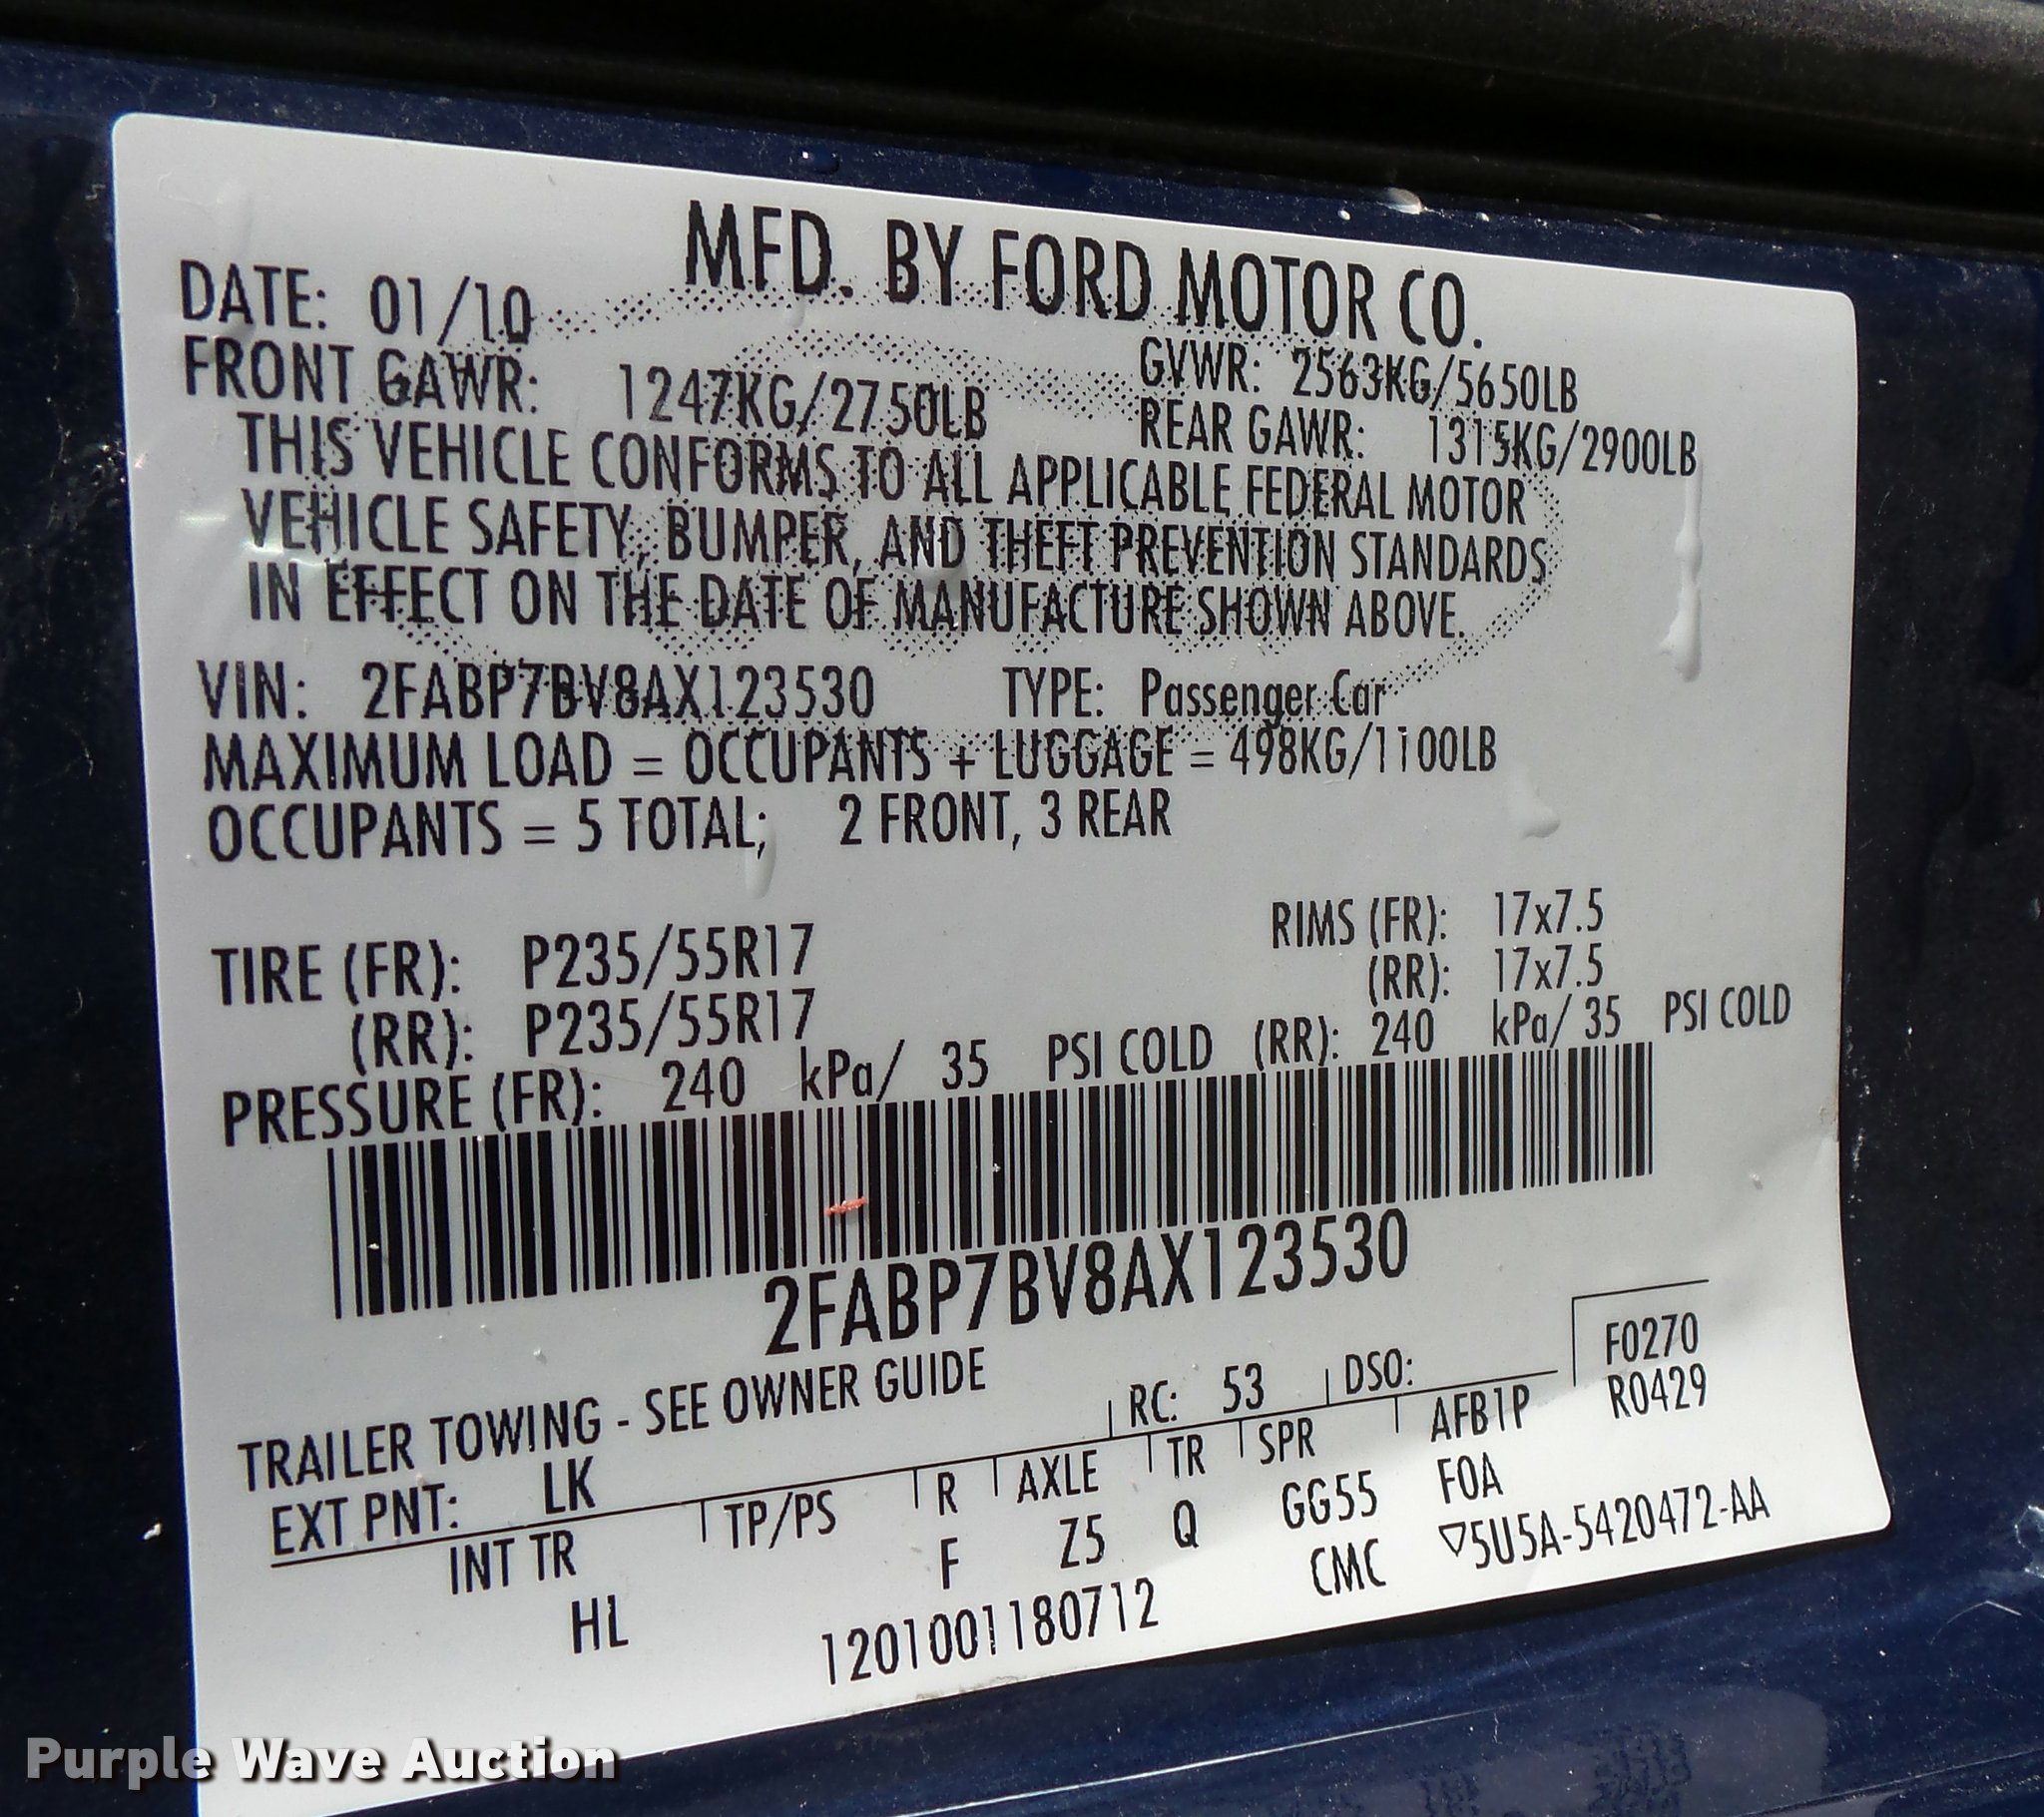 MFD. BY FORD MOTOR CO.
DATE: 01/10
GVWR: 2563KG/5650LB
FRONT GAWR: 1247KG/2750LB
REAR GAWR: 1315KG/2900LB
THIS VEHICLE CONFORMS TO ALL APPLICABLE FEDERAL MOTOR
VEHICLE SAFETY, BUMPER, AND THEFT PREVENTION STANDARDS
IN EFFECT ON THE DATE OF MANUFACTURE SHOWN ABOVE.
VIN: 2FABP7BV8AX123530 TYPE: Passenger Car
MAXIMUM LOAD = OCCUPANTS + LUGGAGE = 498KG/1100LB
OCCUPANTS = 5 TOTAL; 2 FRONT, 3 REAR
TIRE (FR): P235/55R17 RIMS (FR): 17x7.5
(RR): P235/55R17 (RR): 17x7.5
PRESSURE (FR): 240 kPa/ 35 PSI COLD (RR): 240 kPa/ 35 PSI COLD
2FABP7BV8AX123530
TRAILER TOWING - SEE OWNER GUIDE
F0270
EXT PNT: LK RC: 53 DSO: R0429
INT TR TP/PS R AXLE TR SPR AFB1P
HL F Z5 Q GG55 FOA
1201001180712 CMC ▽5U5A-5420472-AA
Purple Wave Auction